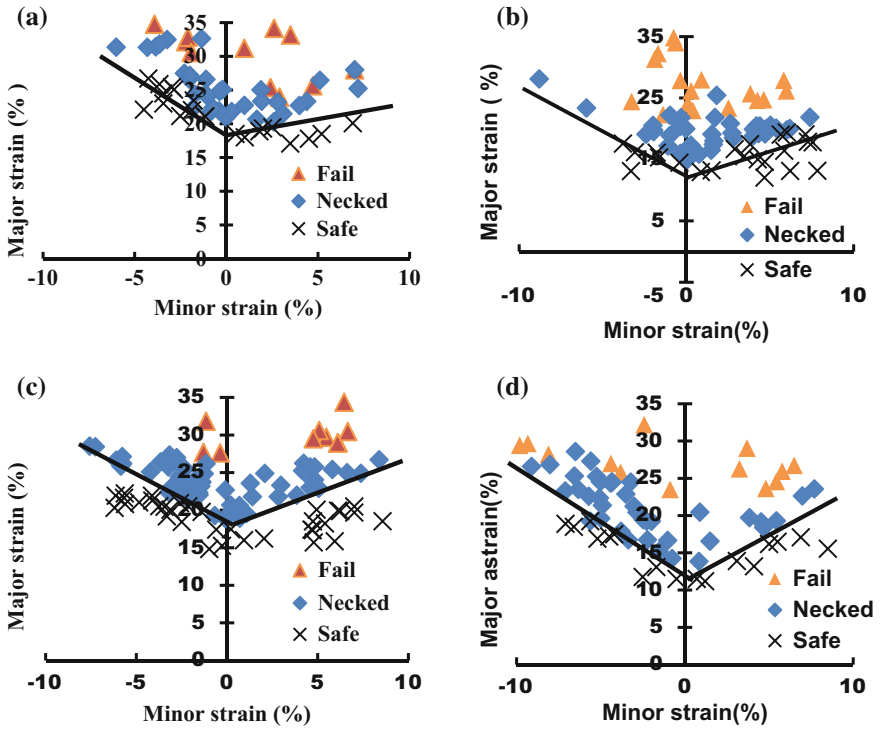 (a)
Major strain (% )
35
30
25
20
15
10
5
0
Fail
Necked
Safe
-10 -5 0 5 10
Minor strain (%)
(b)
Major strain ( % )
35
25
15
5
-5
Fail
Necked
Safe
-10 0 10
Minor strain(%)
(c)
Major strain (%)
35
30
25
20
15
10
5
0
Fail
Necked
Safe
-10 -5 0 5 10
Minor strain (%)
(d)
Major astrain(%)
35
30
25
20
15
10
5
0
Fail
Necked
Safe
-10 0 10
Minor strain(%)